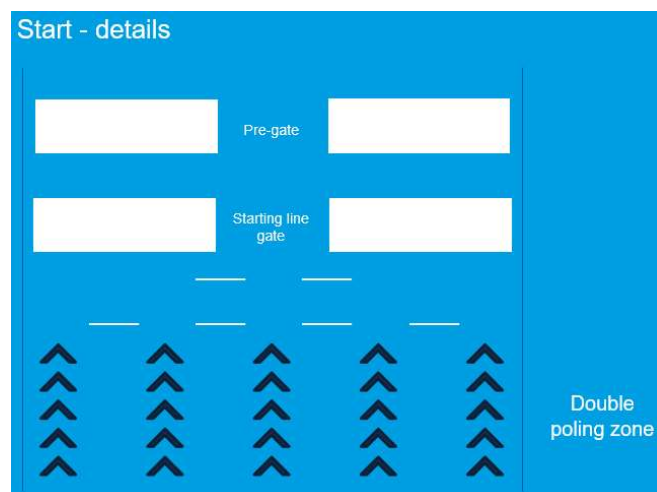 Start - details
Pre-gate
Starting line
gate
Double
poling zone